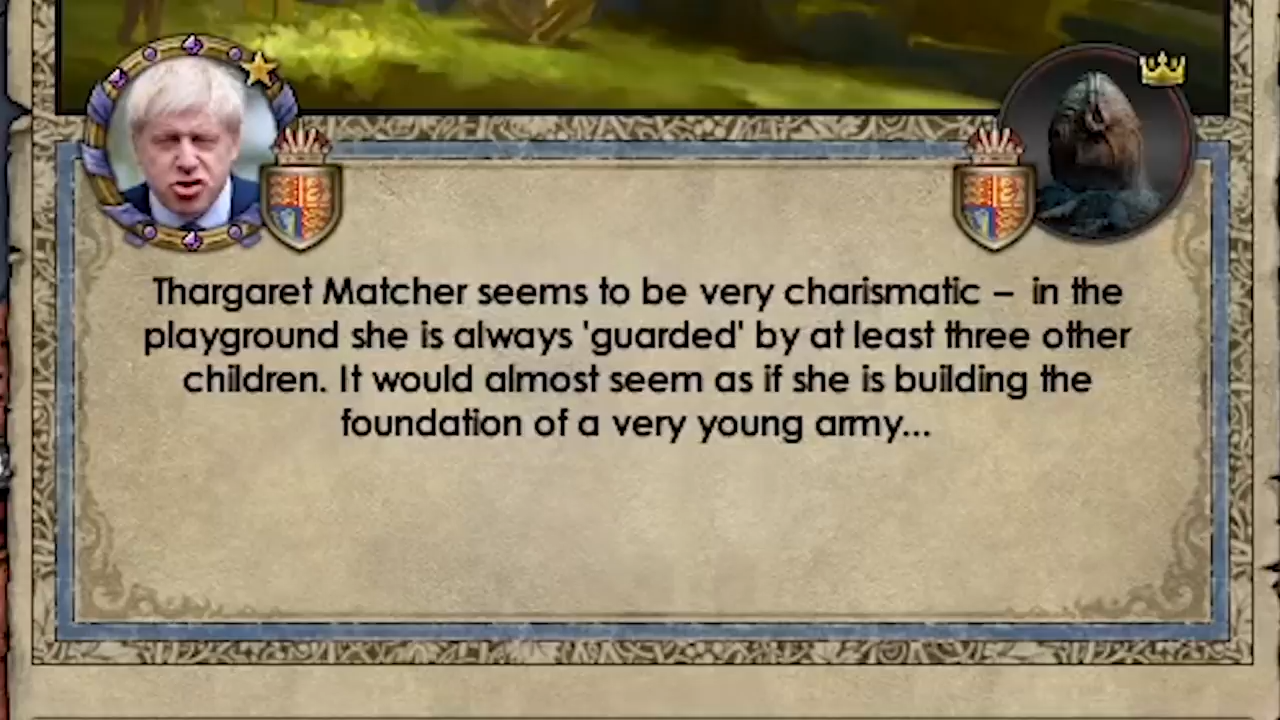 Thargaret Matcher seems to be very charismatic – in the
playground she is always 'guarded' by at least three other
children. It would almost seem as if she is building the
foundation of a very young army...